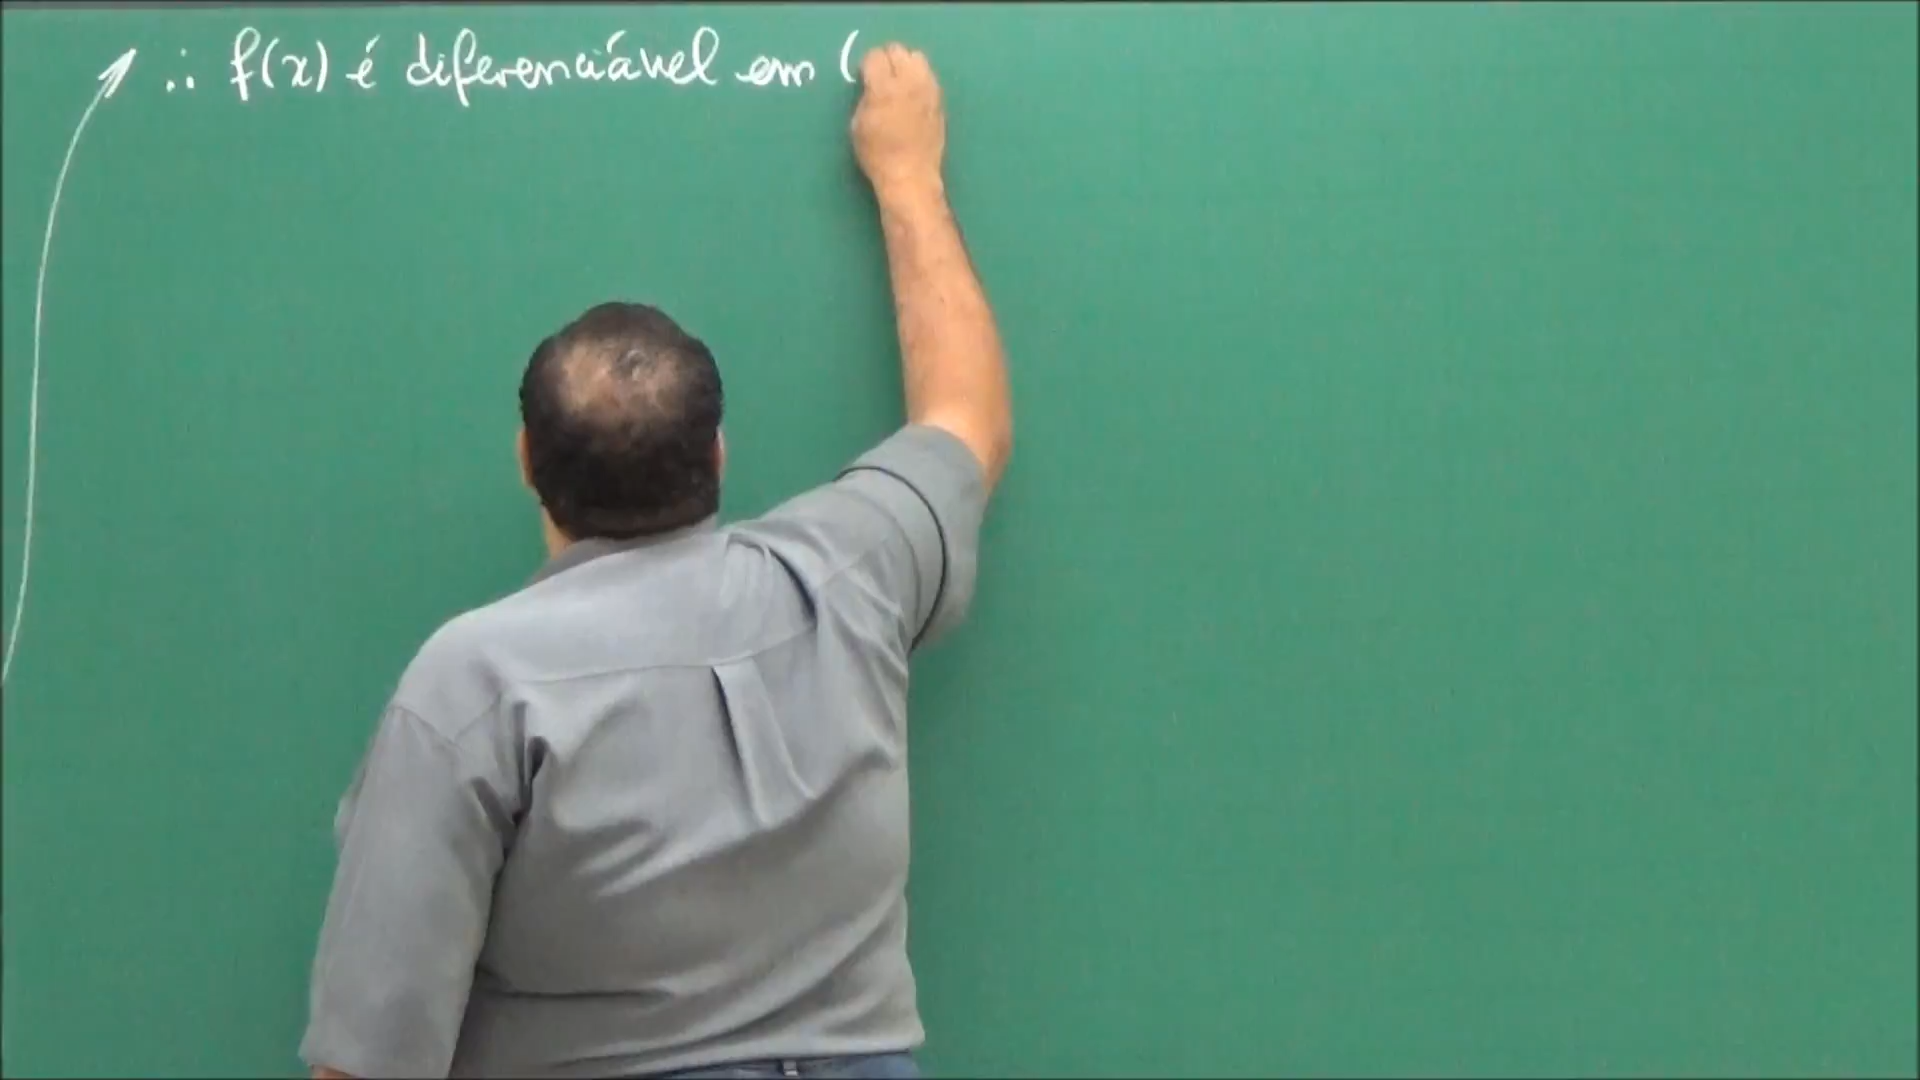 ∴ f(x) é diferenciável em (